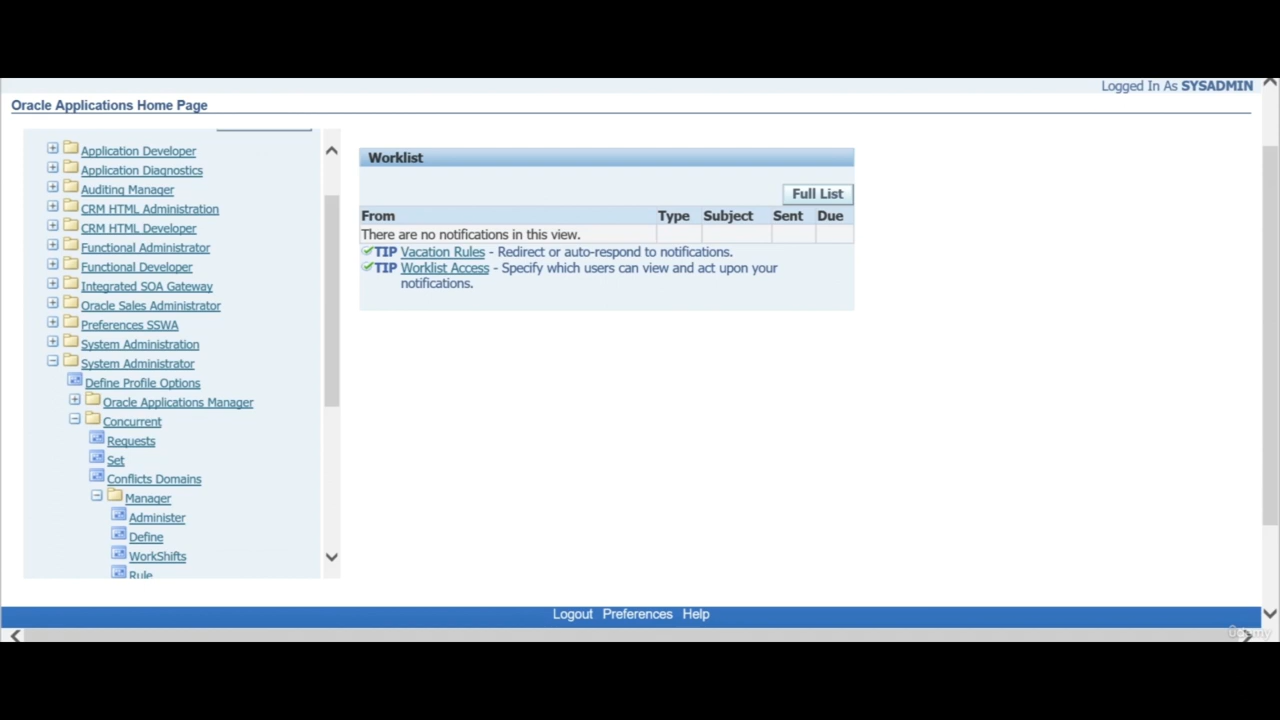 Logged In As SYSADMIN
Oracle Applications Home Page
Application Developer
Application Diagnostics
Auditing Manager
CRM HTML Administration
CRM HTML Developer
Functional Administrator
Functional Developer
Integrated SOA Gateway
Oracle Sales Administrator
Preferences SSWA
System Administration
System Administrator
Define Profile Options
Oracle Applications Manager
Concurrent
Requests
Set
Conflicts Domains
Manager
Administer
Define
WorkShifts
Rule
Worklist
Full List
From Type Subject Sent Due
There are no notifications in this view.
TIP Vacation Rules - Redirect or auto-respond to notifications.
TIP Worklist Access - Specify which users can view and act upon your
notifications.
Logout Preferences Help
Udemy